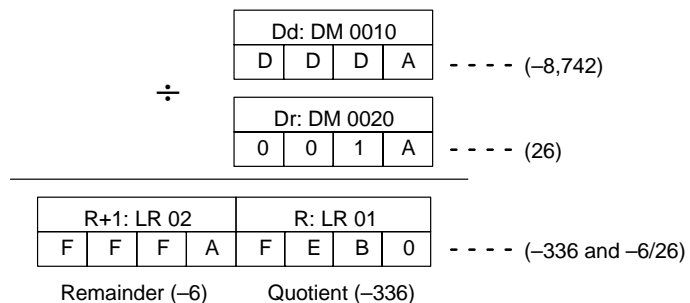 Dd: DM 0010
D D D A - - - - (–8,742)
÷
Dr: DM 0020
0 0 1 A - - - - (26)
R+1: LR 02 R: LR 01
F F F A F E B 0 - - - - (–336 and –6/26)
Remainder (–6) Quotient (–336)